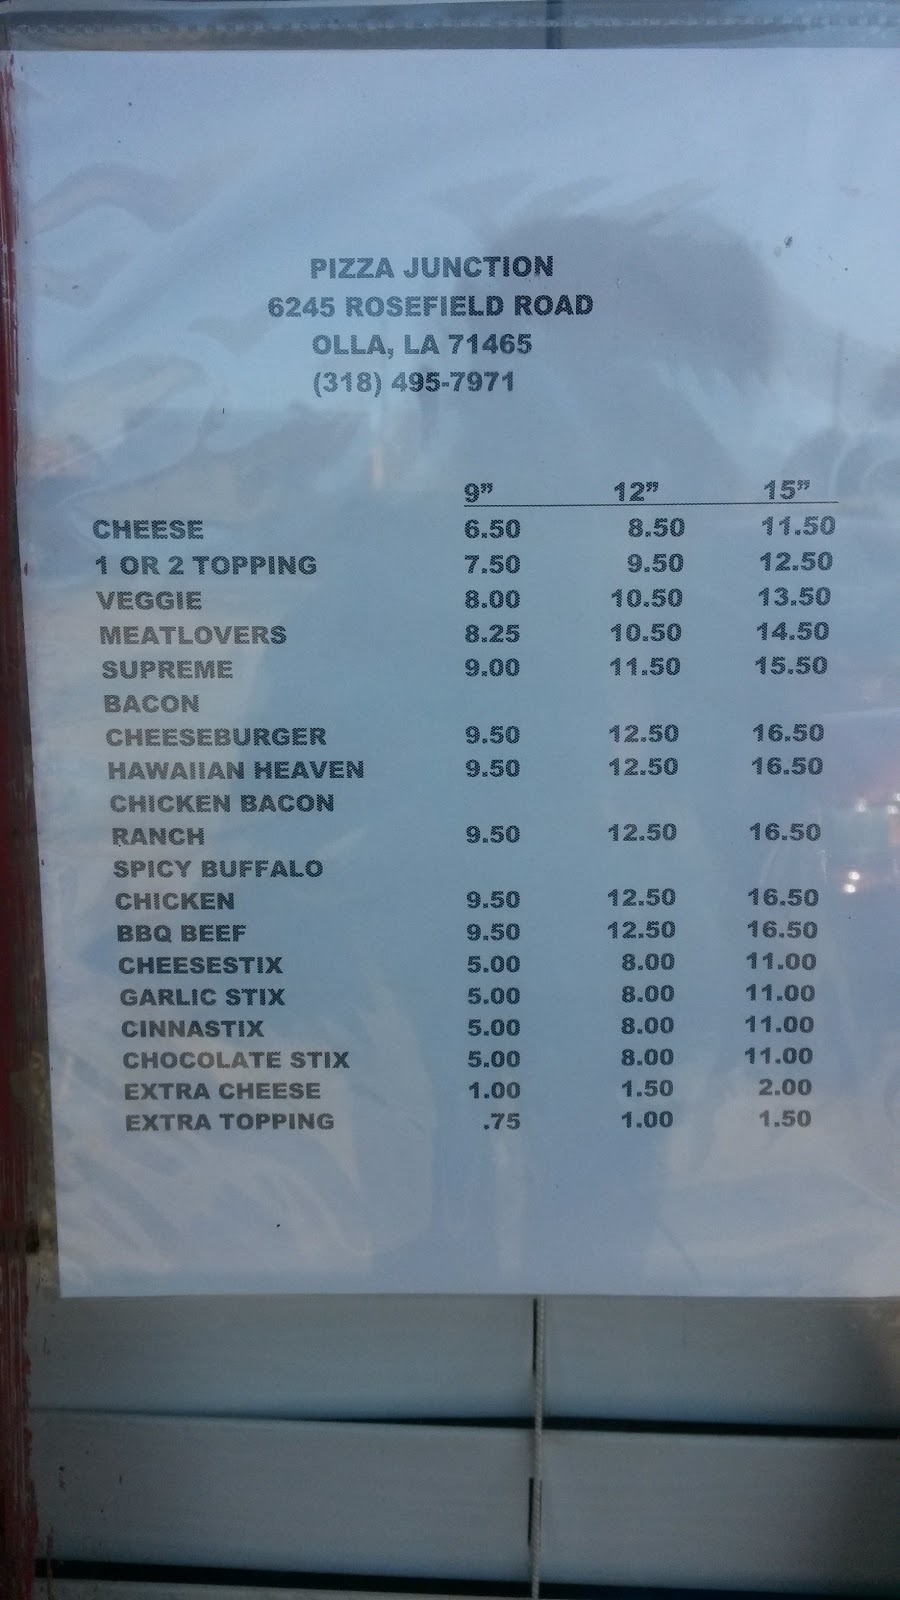 PIZZA JUNCTION
6245 ROSEFIELD ROAD
OLLA, LA 71465
(318) 495-7971
9” 12” 15”
CHEESE 6.50 8.50 11.50
1 OR 2 TOPPING 7.50 9.50 12.50
VEGGIE 8.00 10.50 13.50
MEATLOVERS 8.25 10.50 14.50
SUPREME 9.00 11.50 15.50
BACON
CHEESEBURGER 9.50 12.50 16.50
HAWAIIAN HEAVEN 9.50 12.50 16.50
CHICKEN BACON
RANCH 9.50 12.50 16.50
SPICY BUFFALO
CHICKEN 9.50 12.50 16.50
BBQ BEEF 9.50 12.50 16.50
CHEESESTIX 5.00 8.00 11.00
GARLIC STIX 5.00 8.00 11.00
CINNASTIX 5.00 8.00 11.00
CHOCOLATE STIX 5.00 8.00 11.00
EXTRA CHEESE 1.00 1.50 2.00
EXTRA TOPPING .75 1.00 1.50